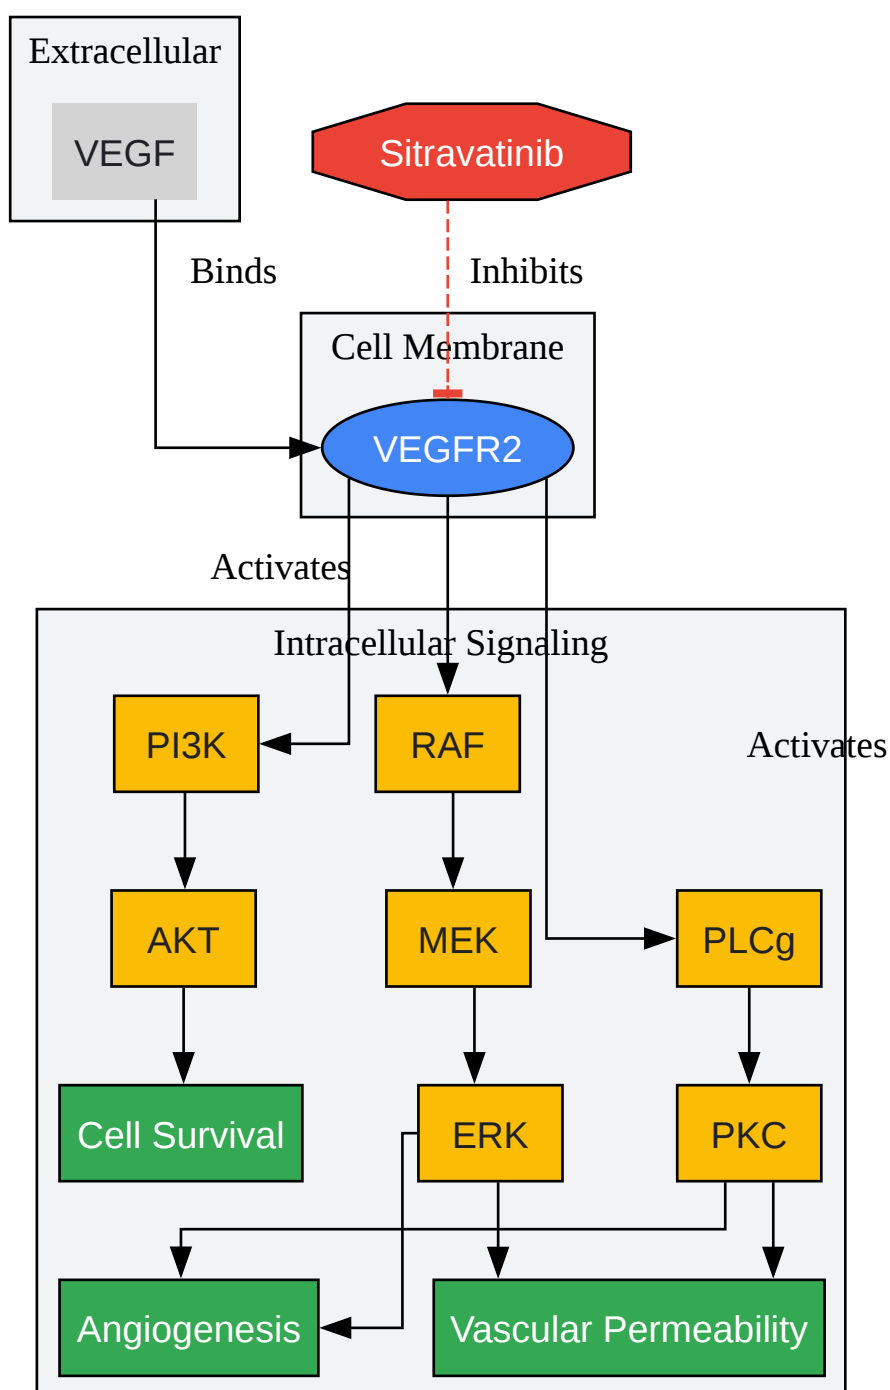 Extracellular
VEGF
Sitravatinib
Binds
Inhibits
Cell Membrane
VEGFR2
Activates
Intracellular Signaling
PI3K
RAF
Activates
AKT
MEK
PLCg
Cell Survival
ERK
PKC
Angiogenesis
Vascular Permeability